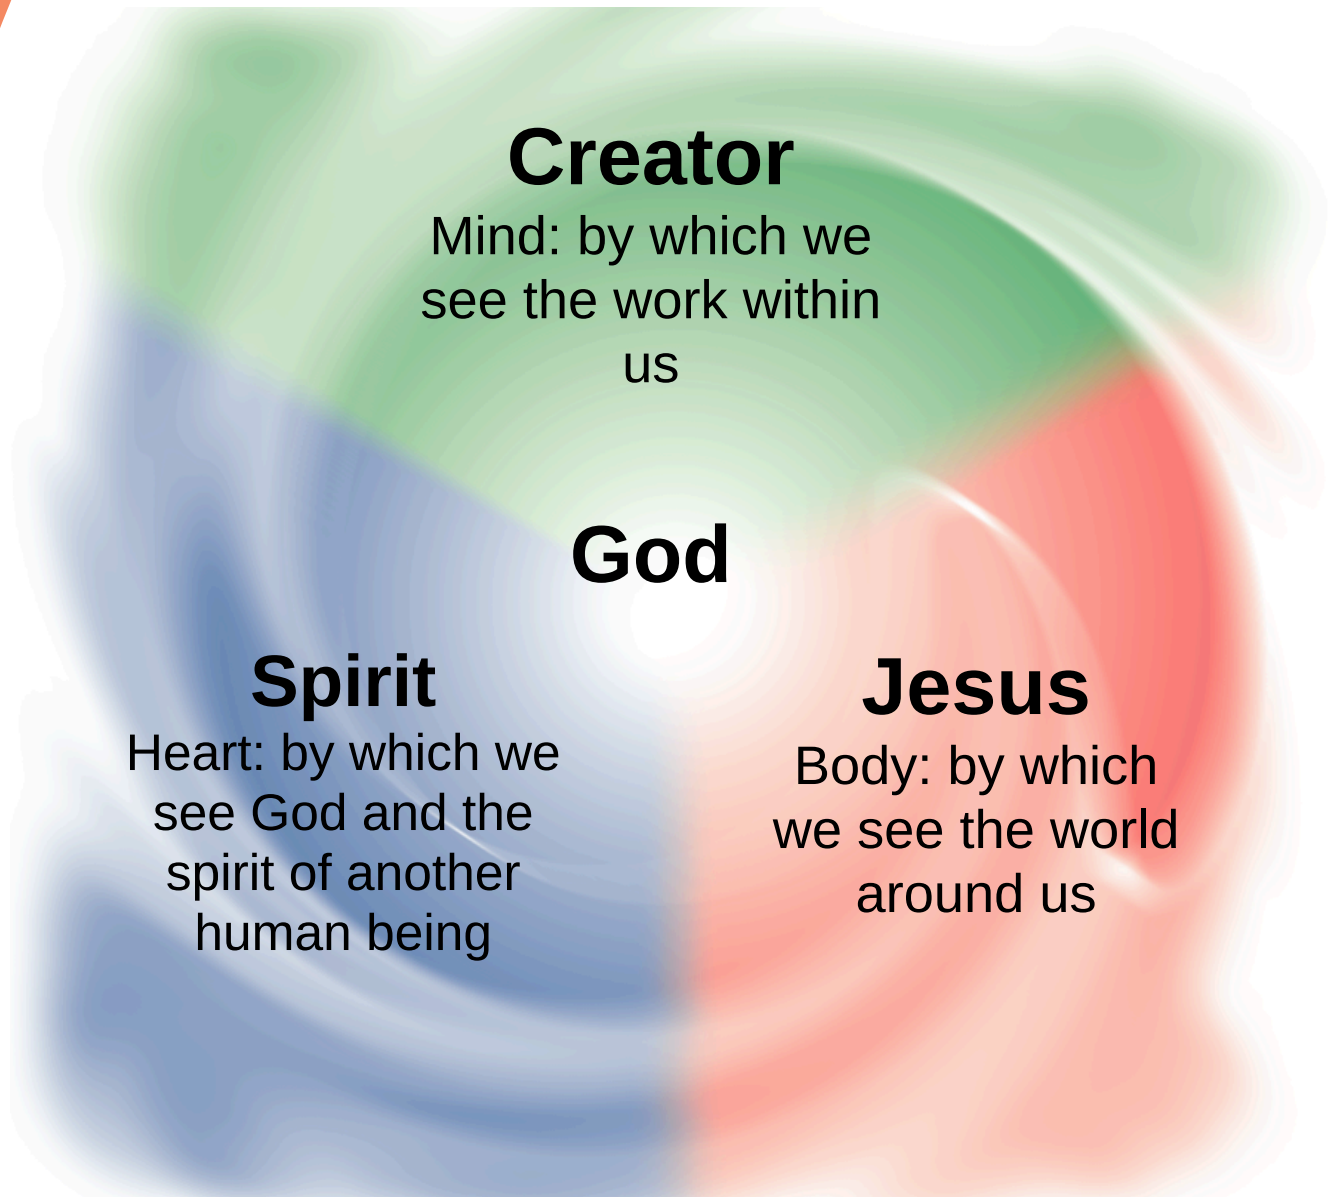 Creator
Mind: by which we
see the work within
us
God
Spirit
Heart: by which we
see God and the
spirit of another
human being
Jesus
Body: by which
we see the world
around us